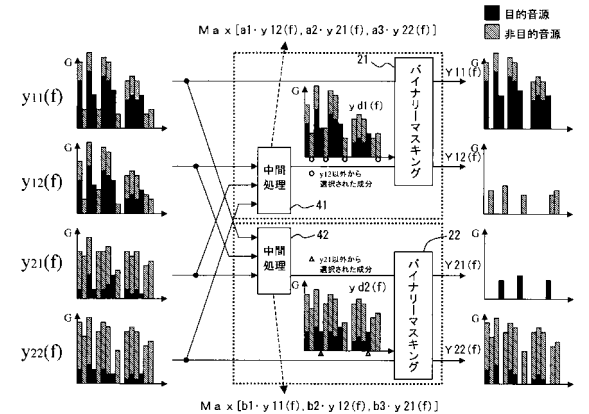 Max[a1·y12(f), a2·y21(f), a3·y22(f)]
目的音源
非目的音源
21
G
y11(f)
G
yd1(f)
バイナリーマスキング
Y11(f)
G
G
y12(f)
中間
処理
y12以外から
選択された成分
41
Y12(f)
G
G
y21(f)
42
中間
処理
y21以外から
選択された成分
22
Y21(f)
G
G
y22(f)
G
yd2(f)
バイナリーマスキング
Y22(f)
G
Max[b1·y11(f), b2·y12(f), b3·y21(f)]